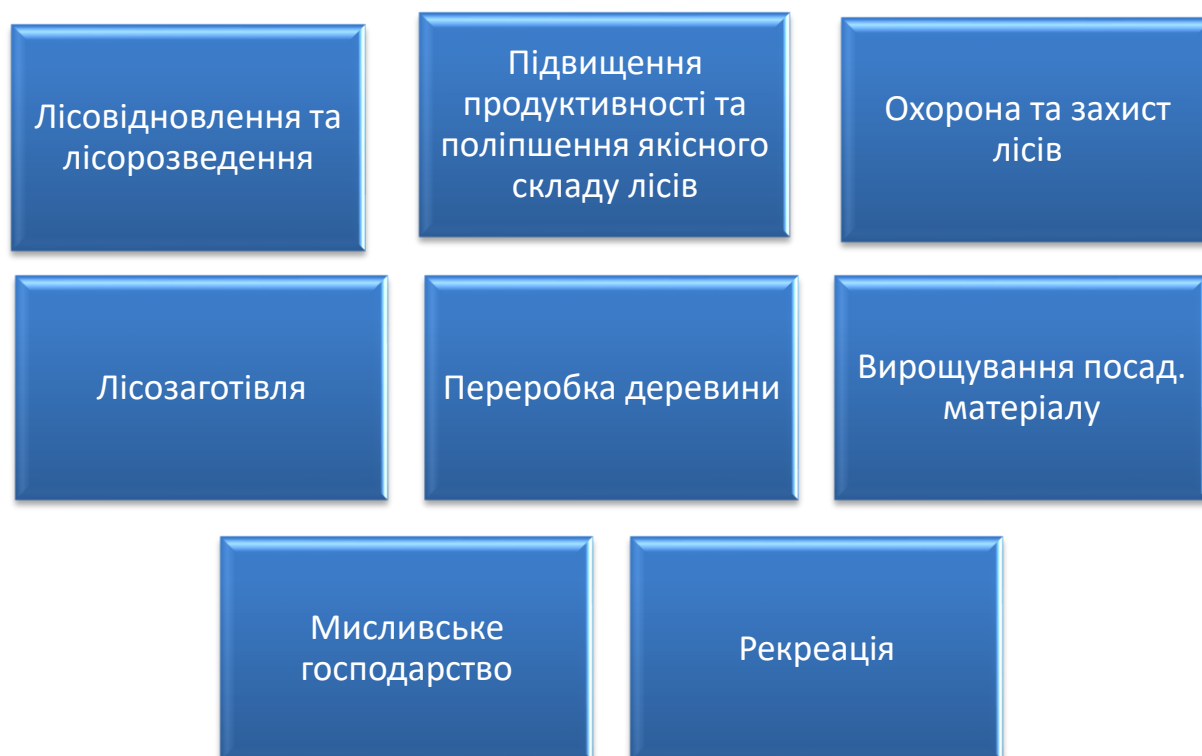 Лісовідновлення та
лісорозведення
Підвищення
продуктивності та
поліпшення якісного
складу лісів
Охорона та захист
лісів
Лісозаготівля
Переробка деревини
Вирощування посад.
матеріалу
Мисливське
господарство
Рекреація